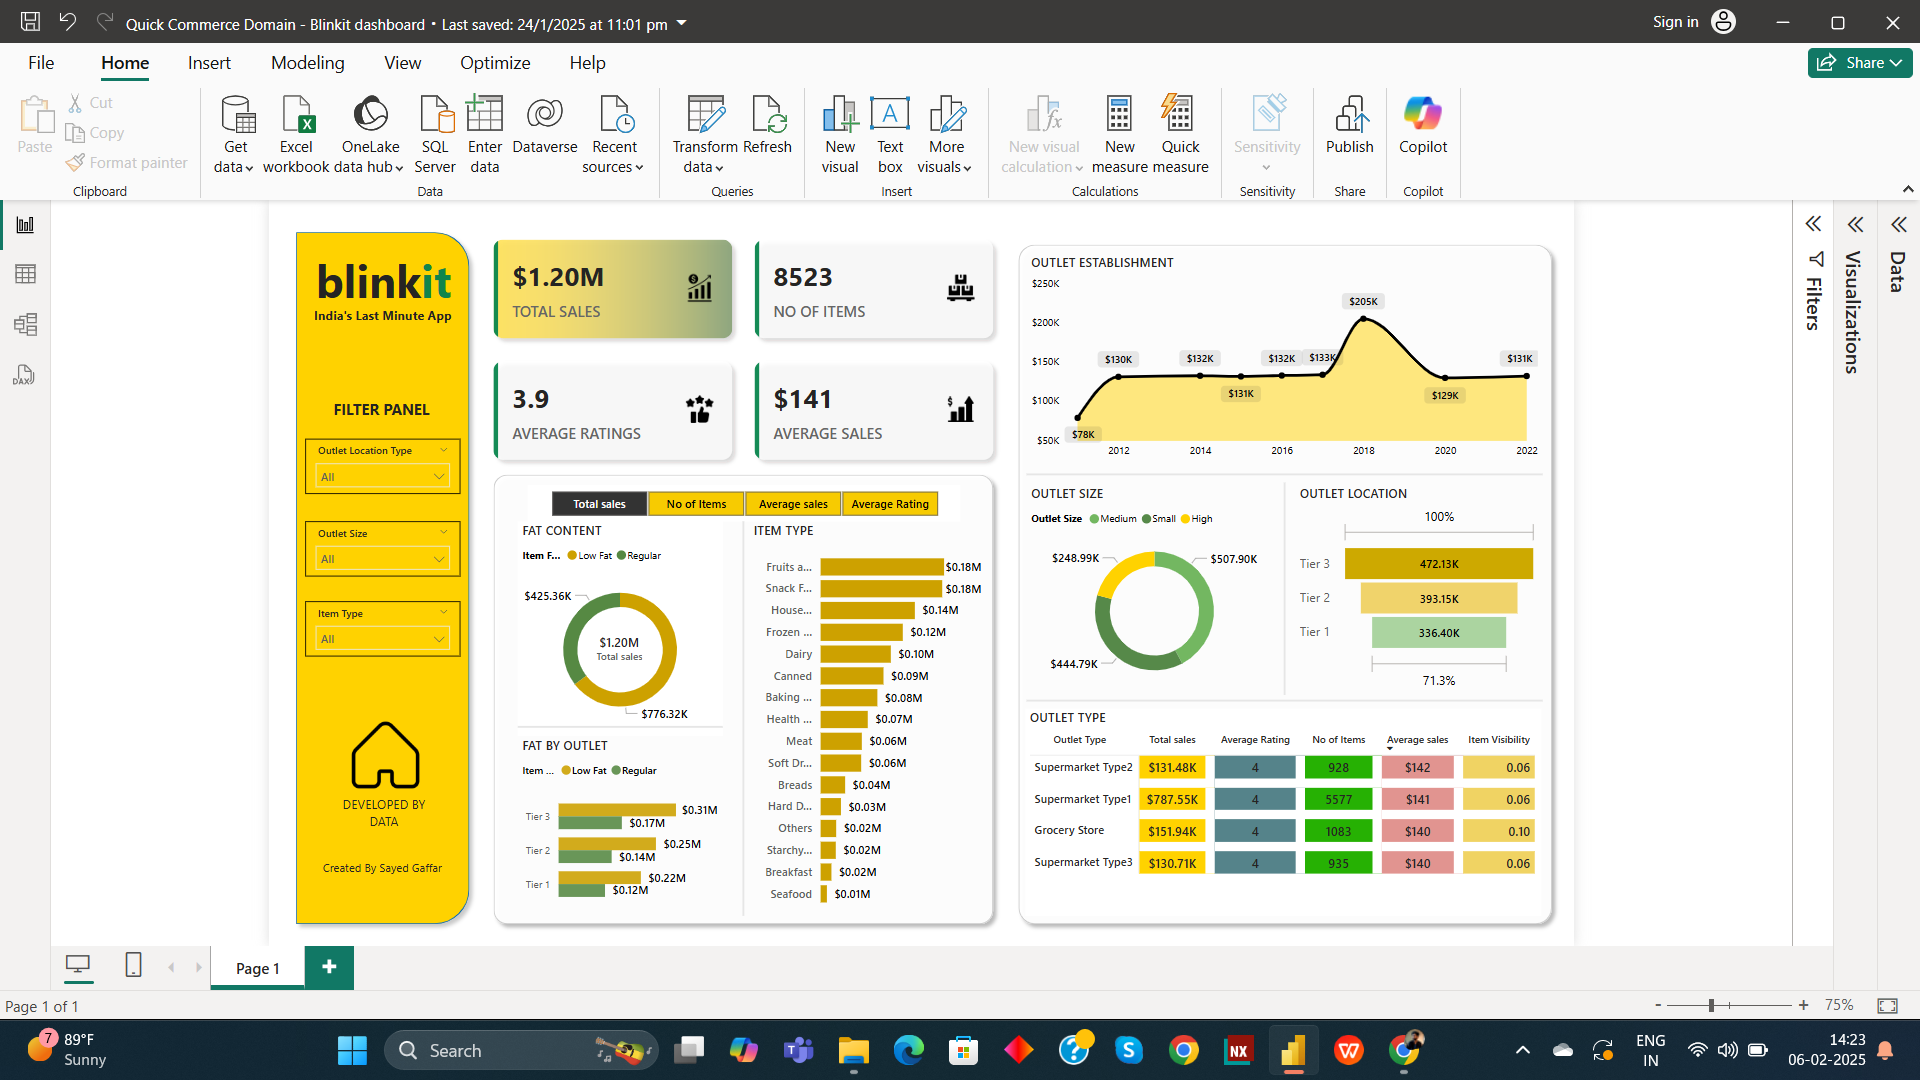 Quick Commerce Domain - Blinkit dashboard • Last saved: 24/1/2025 at 11:01 pm
Sign in
File Home Insert Modeling View Optimize Help
Share
Paste
Cut
Copy
Format painter
Clipboard
Get data
Excel workbook
OneLake data hub
SQL Server
Enter data
Dataverse
Recent sources
Data
Transform data
Refresh
Queries
New visual
Text box
More visuals
Insert
New visual calculation
New measure
Quick measure
Calculations
Sensitivity
Sensitivity
Publish
Share
Copilot
Copilot
DAX
blinkit
India's Last Minute App
FILTER PANEL
Outlet Location Type
All
Outlet Size
All
Item Type
All
DEVELOPED BY
DATA
Created By Sayed Gaffar
$1.20M
TOTAL SALES
8523
NO OF ITEMS
3.9
AVERAGE RATINGS
$141
AVERAGE SALES
Total sales No of Items Average sales Average Rating
FAT CONTENT
Item F... Low Fat Regular
$425.36K
$1.20M
Total sales
$776.32K
FAT BY OUTLET
Item ... Low Fat Regular
Tier 3 $0.31M
$0.17M
Tier 2 $0.25M
$0.14M
Tier 1 $0.22M
$0.12M
ITEM TYPE
Fruits a... $0.18M
Snack F... $0.18M
House... $0.14M
Frozen ... $0.12M
Dairy $0.10M
Canned $0.09M
Baking ... $0.08M
Health ... $0.07M
Meat $0.06M
Soft Dr... $0.06M
Breads $0.04M
Hard D... $0.03M
Others $0.02M
Starchy... $0.02M
Breakfast $0.02M
Seafood $0.01M
OUTLET ESTABLISHMENT
$250K
$200K
$150K
$100K
$50K
$78K
$130K
$132K
$131K
$132K
$133K
$205K
$129K
$131K
2012 2014 2016 2018 2020 2022
OUTLET SIZE
Outlet Size Medium Small High
$248.99K
$507.90K
$444.79K
OUTLET LOCATION
100%
Tier 3 472.13K
Tier 2 393.15K
Tier 1 336.40K
71.3%
OUTLET TYPE
Outlet Type Total sales Average Rating No of Items Average sales Item Visibility
Supermarket Type2 $131.48K 4 928 $142 0.06
Supermarket Type1 $787.55K 4 5577 $141 0.06
Grocery Store $151.94K 4 1083 $140 0.10
Supermarket Type3 $130.71K 4 935 $140 0.06
Filters
Visualizations
Data
Page 1
+
Page 1 of 1
- + 75%
7
89°F
Sunny
Search
NX
ENG
IN
14:23
06-02-2025